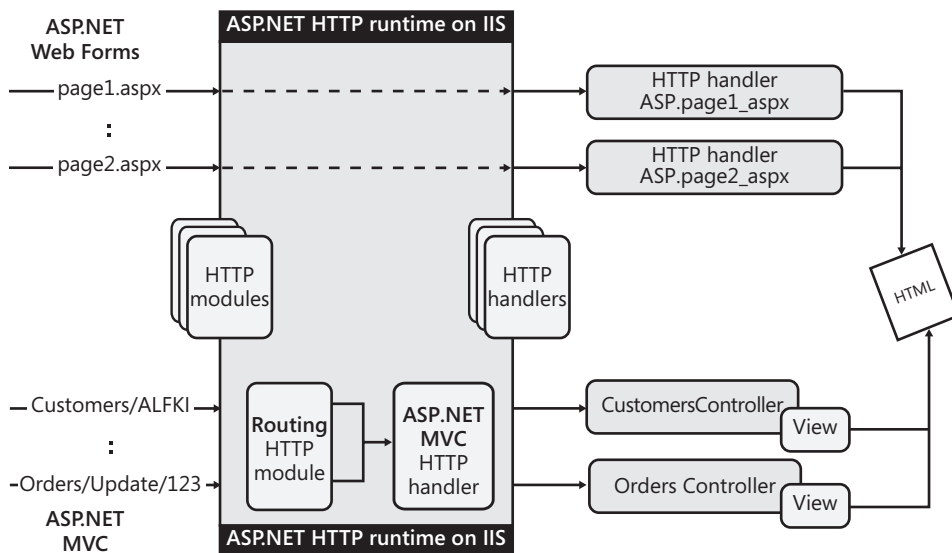 ASP.NET
Web Forms
ASP.NET HTTP runtime on IIS
page1.aspx
HTTP handler
ASP.page1_aspx
:
page2.aspx
HTTP handler
ASP.page2_aspx
HTTP
modules
HTTP
handlers
HTML
Customers/ALFKI
:
Orders/Update/123
ASP.NET
MVC
Routing
HTTP
module
ASP.NET
MVC
HTTP
handler
CustomersController
View
Orders Controller
View
ASP.NET HTTP runtime on IIS